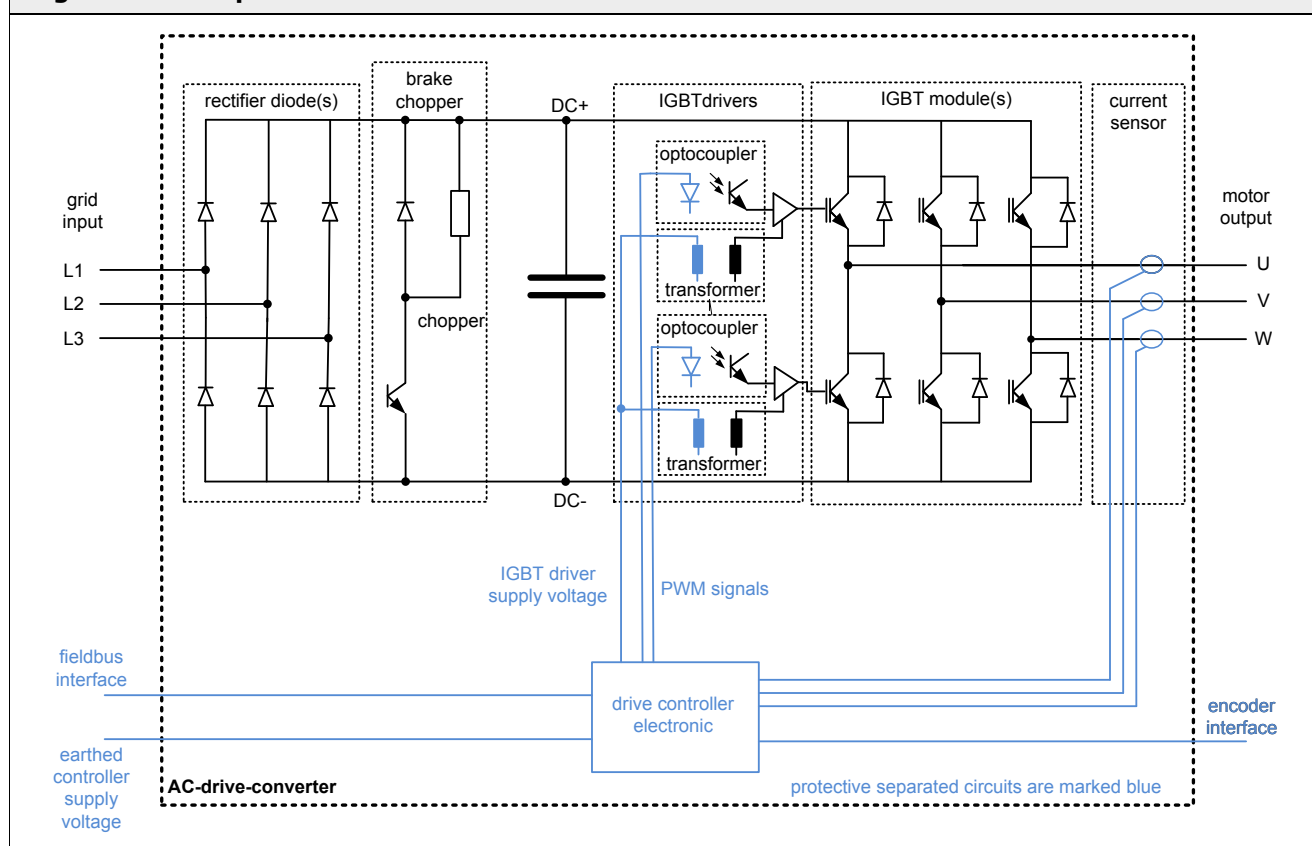 rectifier diode(s)
brake
chopper
DC+
IGBTdrivers
IGBT module(s)
current
sensor
optocoupler
grid
input
motor
output
L1
L2
L3
transformer
chopper
optocoupler
U
V
W
transformer
DC-
IGBT driver
supply voltage
PWM signals
fieldbus
interface
drive controller
electronic
encoder
interface
earthed
controller
supply
voltage
AC-drive-converter
protective separated circuits are marked blue